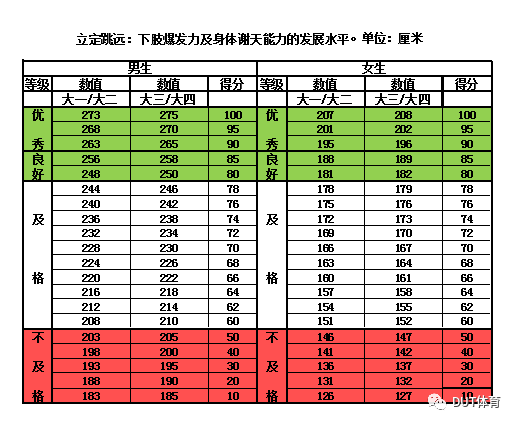 立定跳远：下肢爆发力及身体谢天能力的发展水平。单位：厘米
男生 女生
等级 数值 数值 得分 等级 数值 数值 得分
大一/大二 大三/大四 大一/大二 大三/大四
优 273 275 100 优 207 208 100
268 270 95 201 202 95
秀 263 265 90 秀 195 196 90
良 256 258 85 良 188 189 85
好 248 250 80 好 181 182 80
244 246 78 178 179 78
240 242 76 175 176 76
及 236 238 74 及 172 173 74
232 234 72 169 170 72
228 230 70 166 167 70
224 226 68 163 164 68
格 220 222 66 格 160 161 66
216 218 64 157 158 64
212 214 62 154 155 62
208 210 60 151 152 60
不 203 205 50 不 146 147 50
198 200 40 141 142 40
及 193 195 30 及 136 137 30
188 190 20 131 132 20
格 183 185 10 格 126 127 10
DUT体育